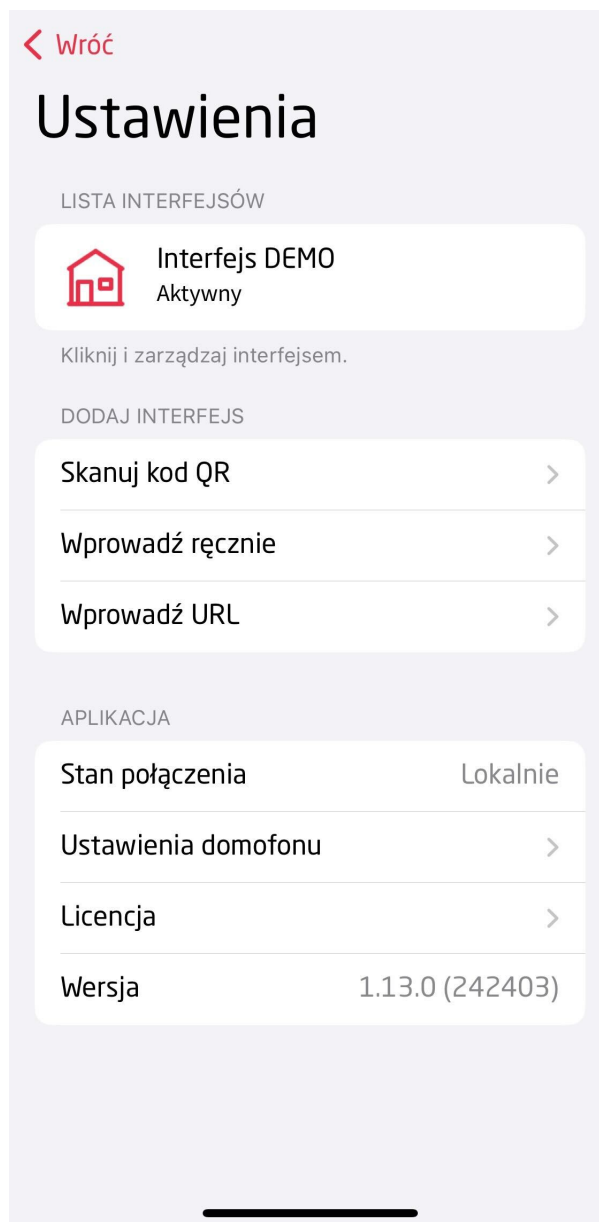 Wróć
Ustawienia
LISTA INTERFEJSÓW
Interfejs DEMO
Aktywny
Kliknij i zarządzaj interfejsem.
DODAJ INTERFEJS
Skanuj kod QR
Wprowadź ręcznie
Wprowadź URL
APLIKACJA
Stan połączenia Lokalnie
Ustawienia domofonu
Licencja
Wersja 1.13.0 (242403)